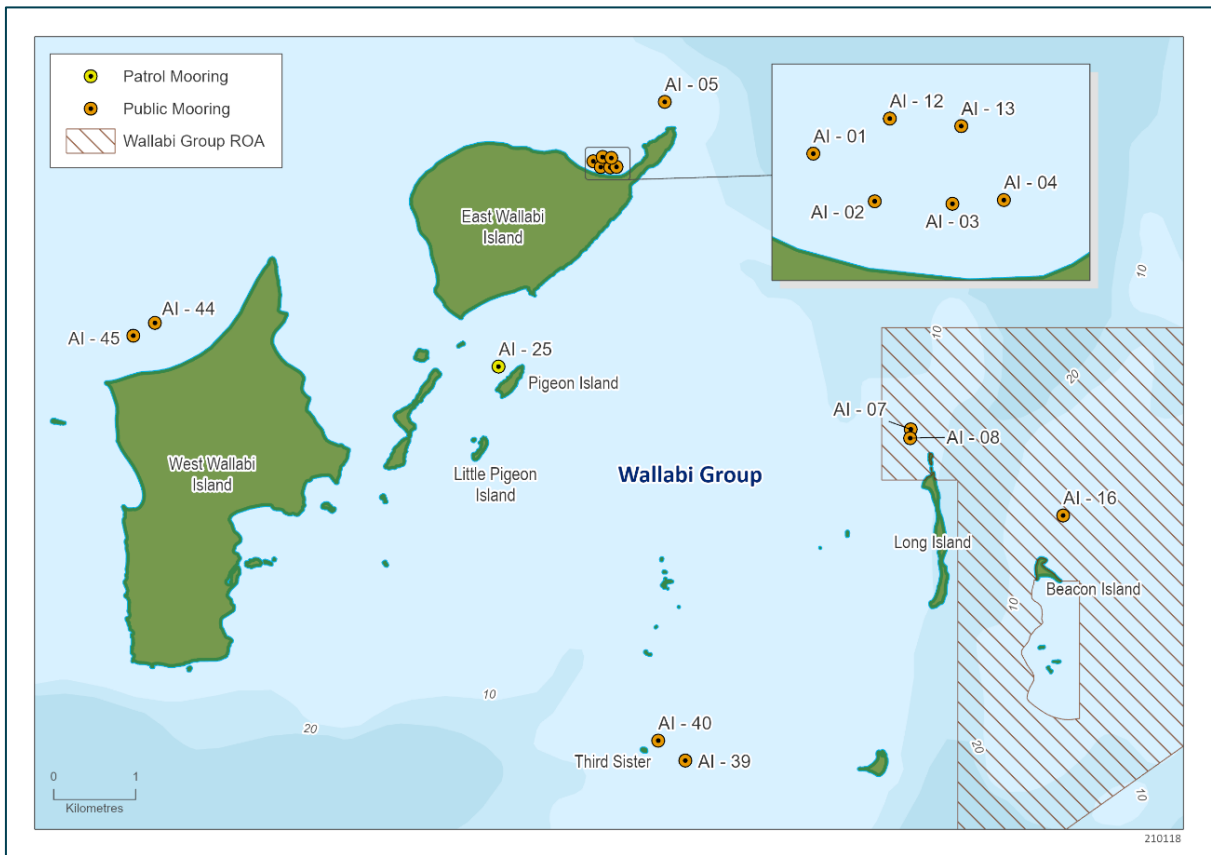 Patrol Mooring
Public Mooring
Wallabi Group ROA
AI - 05
AI - 12
AI - 13
AI - 01
AI - 04
AI - 02
AI - 03
East Wallabi
Island
10
AI - 44
AI - 45
AI - 25
Pigeon Island
10
20
AI - 07
AI - 08
West Wallabi
Island
Little Pigeon
Island
Wallabi Group
AI - 16
Long Island
Beacon Island
10
10
20
AI - 40
Third Sister
AI - 39
20
10
0 1
Kilometres
210118